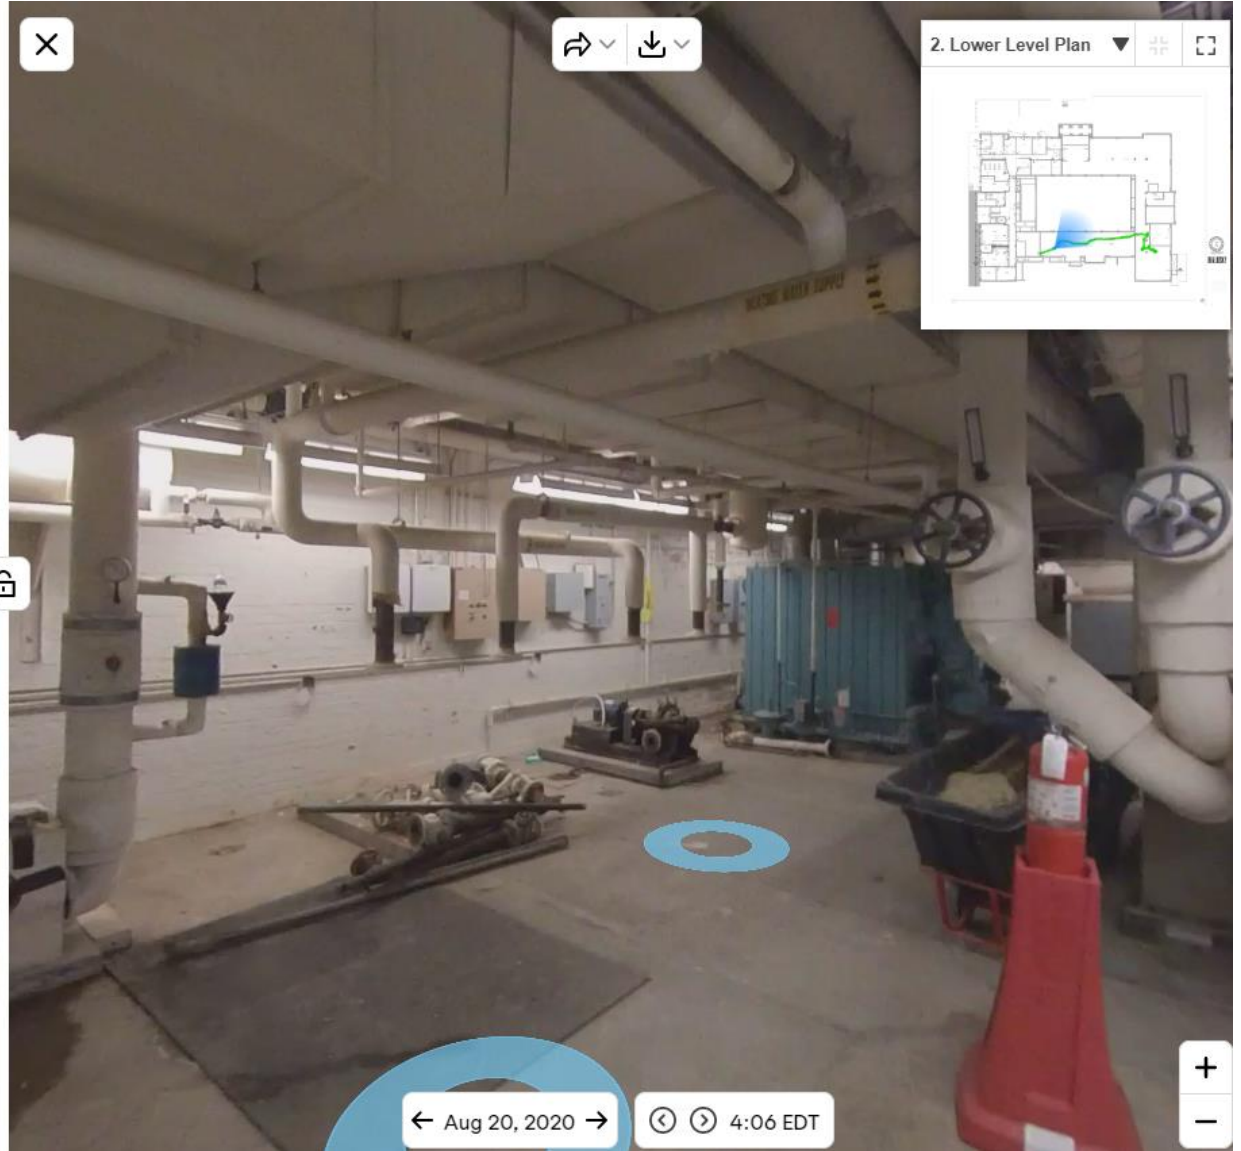 2. Lower Level Plan
HEATING WATER SUPPLY
Aug 20, 2020
4:06 EDT